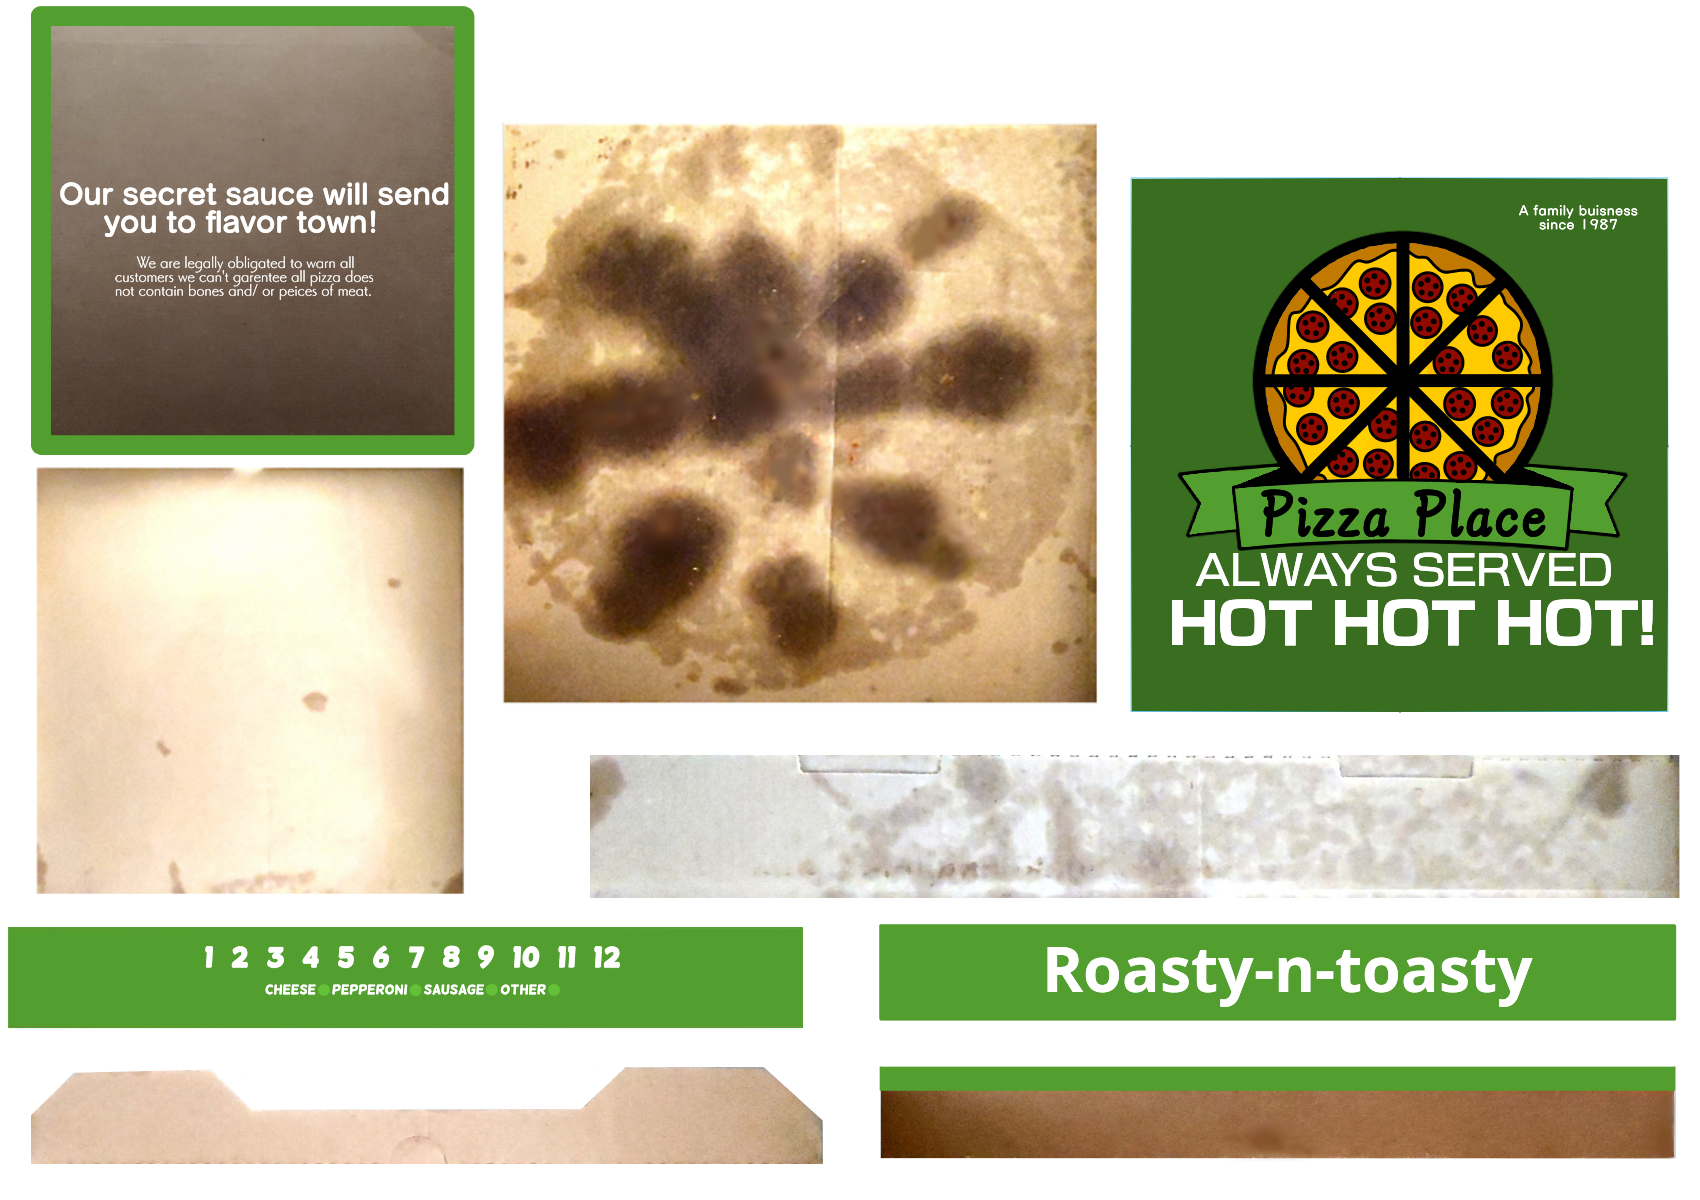 Our secret sauce will send
you to flavor town!
We are legally obligated to warn all
customers we can't garentee all pizza does
not contain bones and/ or peices of meat.
A family buisness
since 1987
Pizza Place
ALWAYS SERVED
HOT HOT HOT!
1 2 3 4 5 6 7 8 9 10 11 12
CHEESE PEPPERONI SAUSAGE OTHER
Roasty-n-toasty